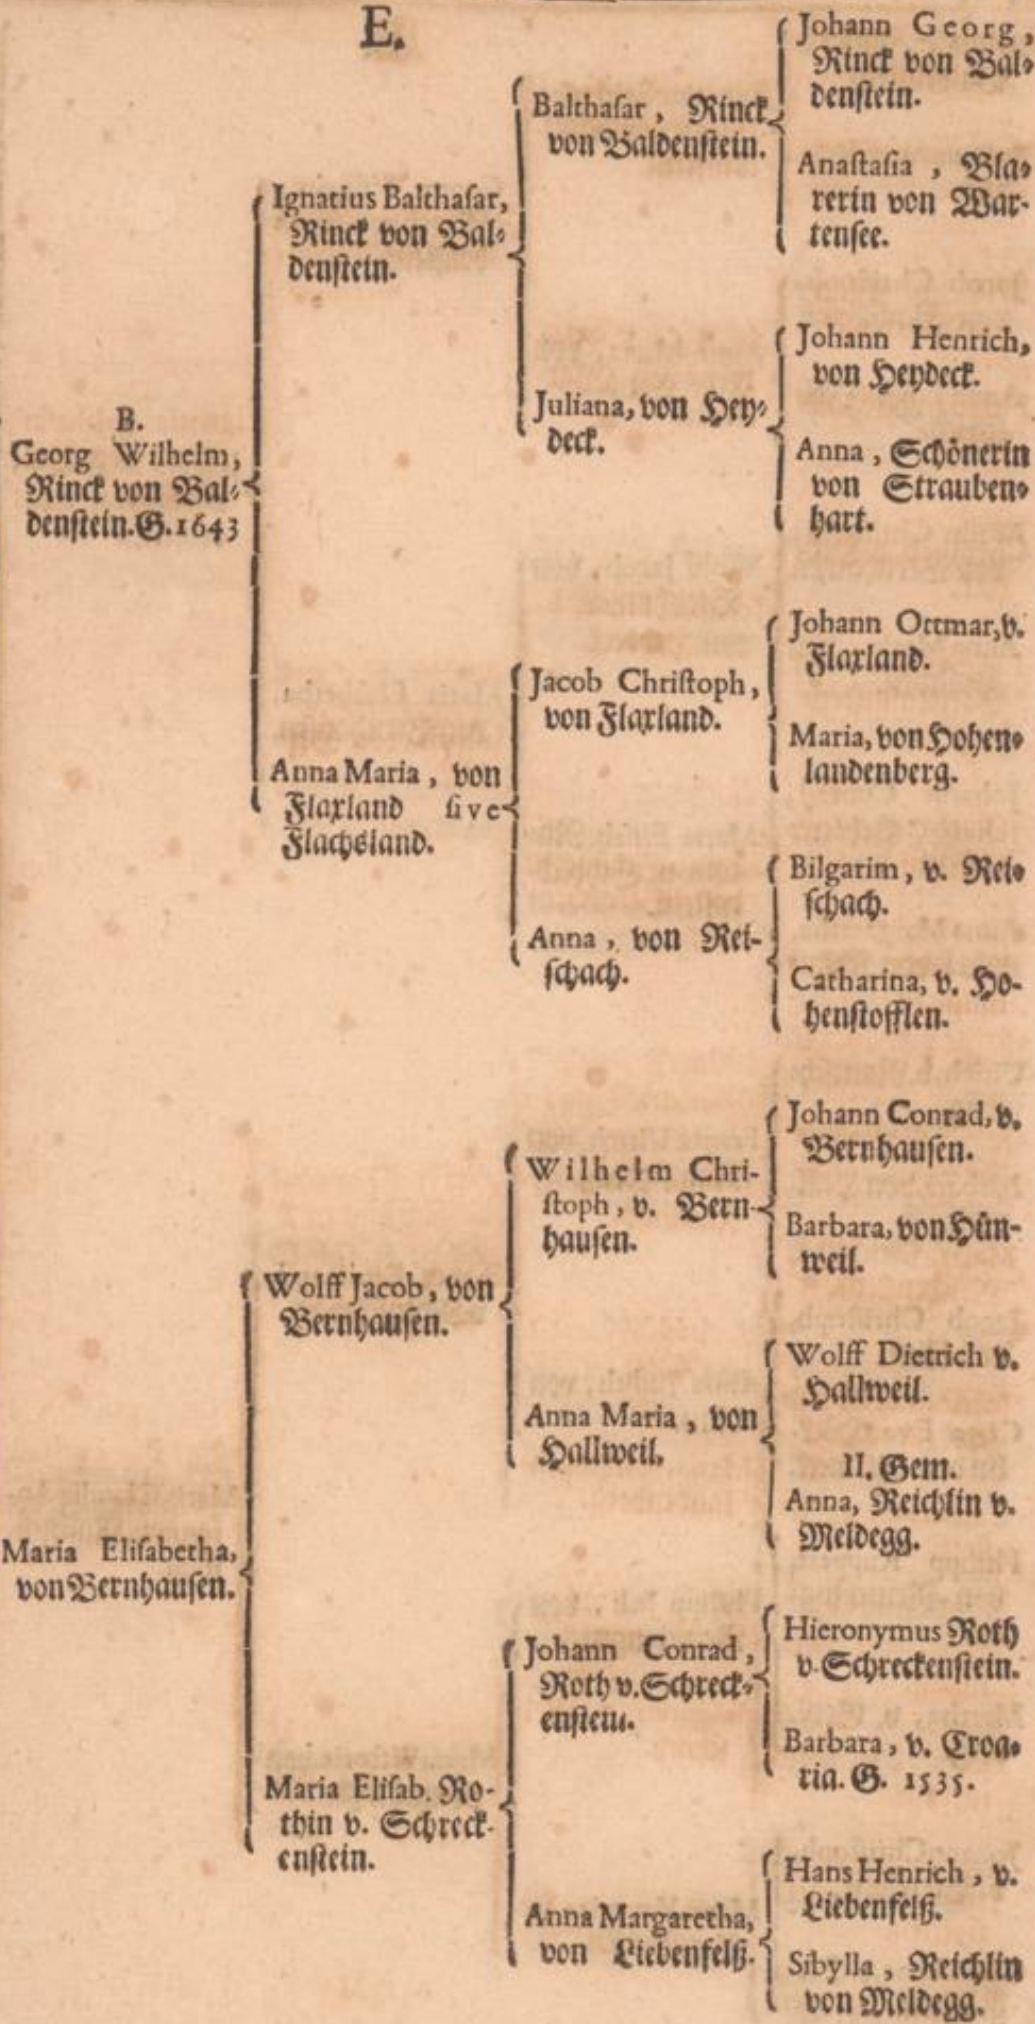 E.
B.
Georg Wilhelm,
Rinck von Bal-
denstein. G. 1643
Maria Elisabetha,
von Bernhausen.
Ignatius Balthasar,
Rinck von Bal-
denstein.
Anna Maria, von
Flaxland sive
Flachsland.
Wolff Jacob, von
Bernhausen.
Maria Elisab. Ro-
thin v. Schreck-
enstein.
Balthasar, Rinck
von Baldenstein.
Juliana, von Hey-
deck.
Jacob Christoph,
von Flaxland.
Anna, von Rei-
schach.
Wilhelm Chri-
stoph, v. Bern-
hausen.
Anna Maria, von
Hallweil.
Johann Conrad,
Roth v. Schreck-
enstein.
Anna Margaretha,
von Liebenfelß.
Johann Georg,
Rinck von Bal-
denstein.
Anastasia, Bla-
rerin von War-
tensee.
Johann Henrich,
von Heydeck.
Anna, Schönerin
von Strauben-
hart.
Johann Ottmar, v.
Flaxland.
Maria, von Hohen-
landenberg.
Bilgarim, v. Rei-
schach.
Catharina, v. Ho-
henstofflen.
Johann Conrad, v.
Bernhausen.
Barbara, von Hün-
weil.
Wolff Dietrich v.
Hallweil.
II. Gem.
Anna, Reichlin v.
Meldegg.
Hieronymus Roth
v. Schreckenstein.
Barbara, v. Croa-
ria. G. 1535.
Hans Henrich, v.
Liebenfelß.
Sibylla, Reichlin
von Meldegg.